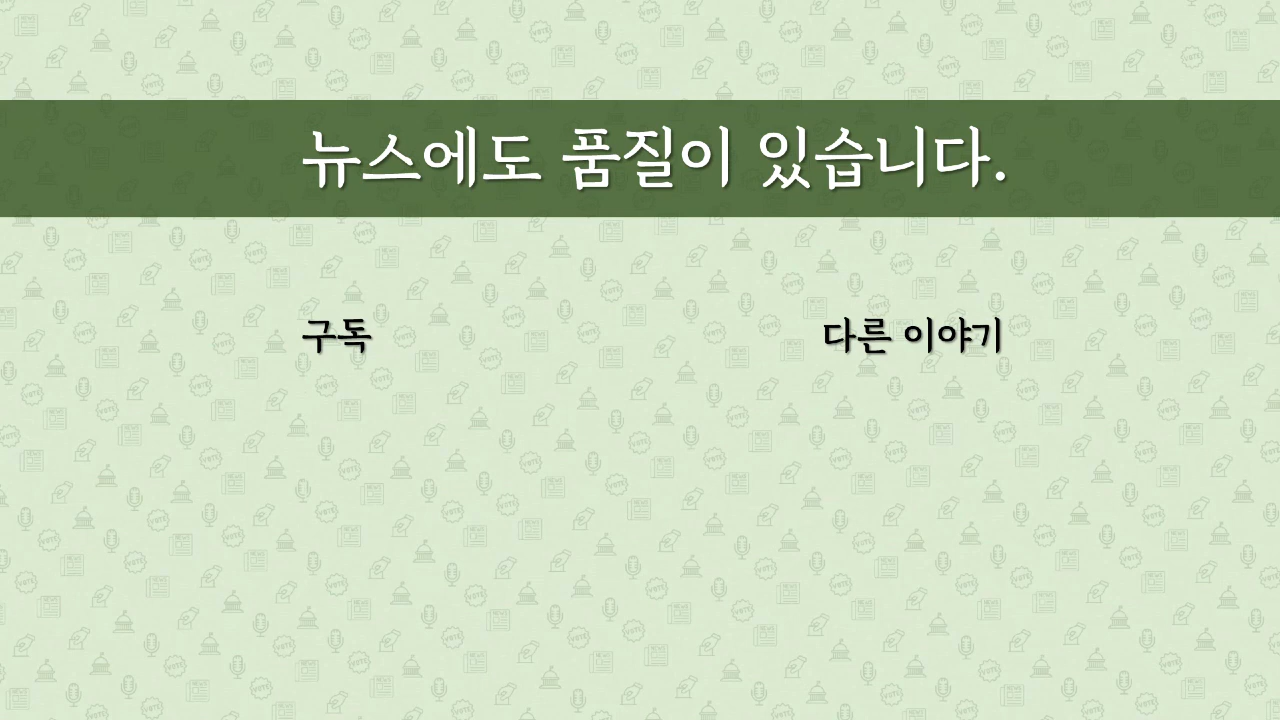 뉴스에도 품질이 있습니다.
구독
다른 이야기